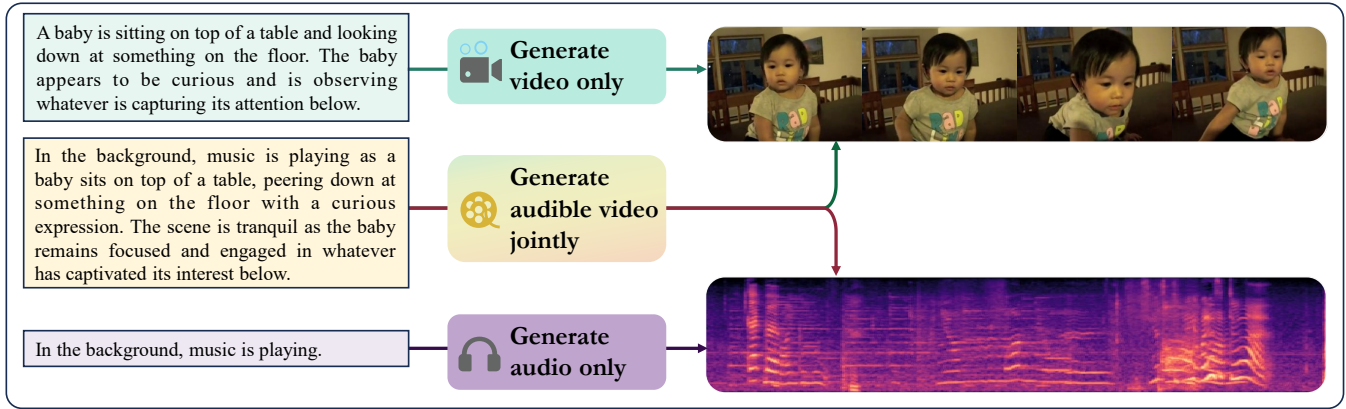 A baby is sitting on top of a table and looking
down at something on the floor. The baby
appears to be curious and is observing
whatever is capturing its attention below.
Generate
video only
In the background, music is playing as a
baby sits on top of a table, peering down at
something on the floor with a curious
expression. The scene is tranquil as the baby
remains focused and engaged in whatever
has captivated its interest below.
Generate
audible video
jointly
In the background, music is playing.
Generate
audio only